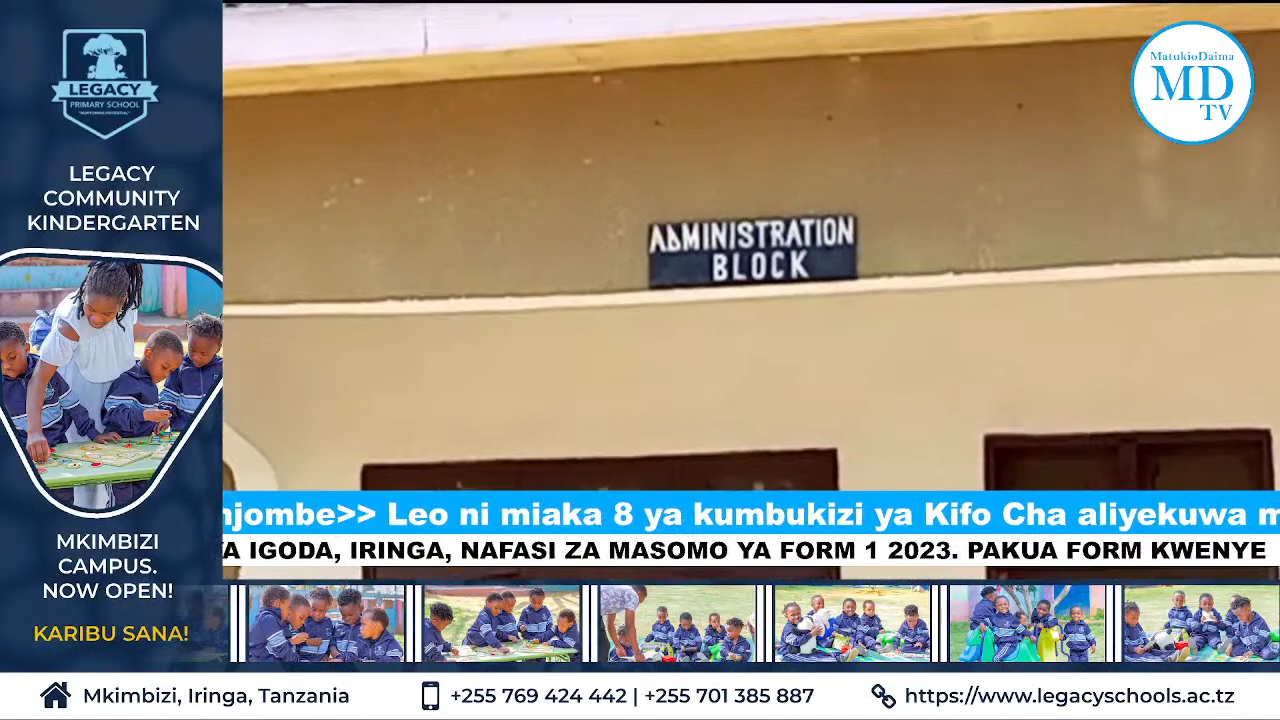 LEGACY
PRIMARY SCHOOL
LEGACY
COMMUNITY
KINDERGARTEN
MKIMBIZI
CAMPUS.
NOW OPEN!
KARIBU SANA!
MatukioDaima
MD
TV
ADMINISTRATION
BLOCK
njombe>> Leo ni miaka 8 ya kumbukizi ya Kifo Cha aliyekuwa m
YA IGODA, IRINGA, NAFASI ZA MASOMO YA FORM 1 2023. PAKUA FORM KWENYE
Mkimbizi, Iringa, Tanzania
+255 769 424 442 | +255 701 385 887
https://www.legacyschools.ac.tz